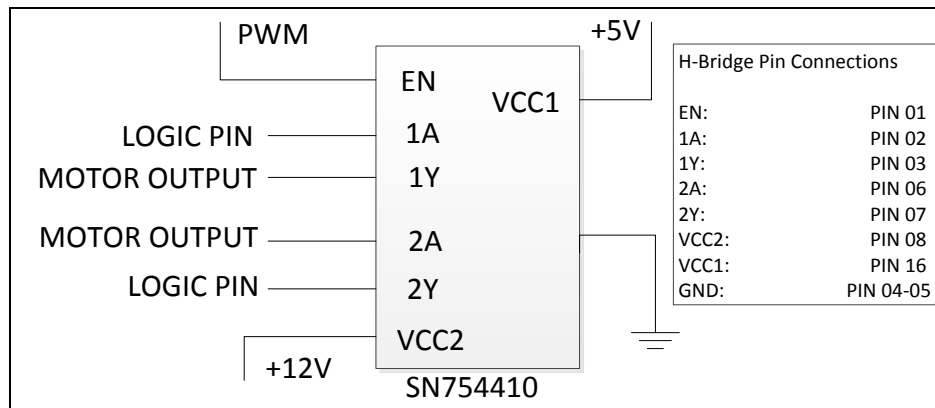 PWM
+5V
EN
VCC1
LOGIC PIN
1A
MOTOR OUTPUT
1Y
MOTOR OUTPUT
2A
LOGIC PIN
2Y
VCC2
+12V
SN754410
H-Bridge Pin Connections
EN: PIN 01
1A: PIN 02
1Y: PIN 03
2A: PIN 06
2Y: PIN 07
VCC2: PIN 08
VCC1: PIN 16
GND: PIN 04-05